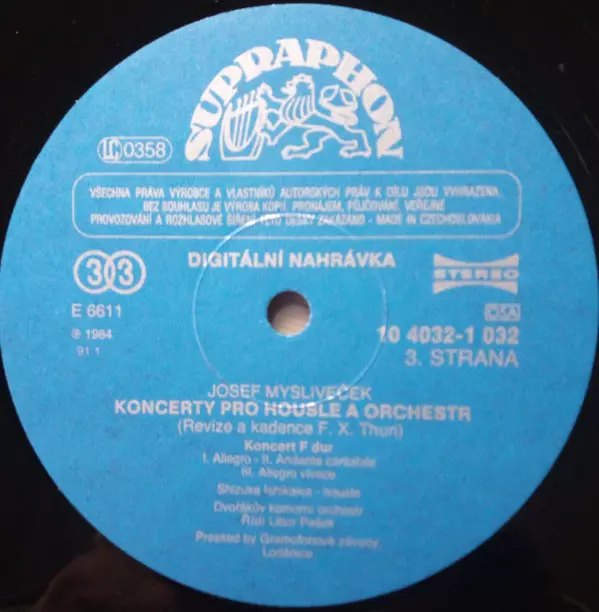 SUPRAPHON
LC 0358
VŠECHNA PRÁVA VÝROBCE A VLASTNÍKŮ AUTORSKÝCH PRÁV K DÍLU JSOU VYHRAZENA.
BEZ SOUHLASU JE VÝROBA KOPIÍ, PRONÁJEM, PŮJČOVÁNÍ, VEŘEJNÉ
PROVOZOVÁNÍ A ROZHLASOVÉ ŠÍŘENÍ TÉTO DESKY ZAKÁZÁNO - MADE IN CZECHOSLOVAKIA
33
DIGITÁLNÍ NAHRÁVKA
STEREO
E 6611
OSA
℗ 1984
10 4032-1 032
91 1
3. STRANA
JOSEF MYSLIVEČEK
KONCERTY PRO HOUSLE A ORCHESTR
(Revize a kadence F. X. Thuri)
Koncert F dur
I. Allegro - II. Andante cantabile
III. Allegro vivace
Shizuka Ishikawa - housle
Dvořákův komorní orchestr
Řídí Libor Pešek
Pressed by Gramofonové závody,
Loděnice